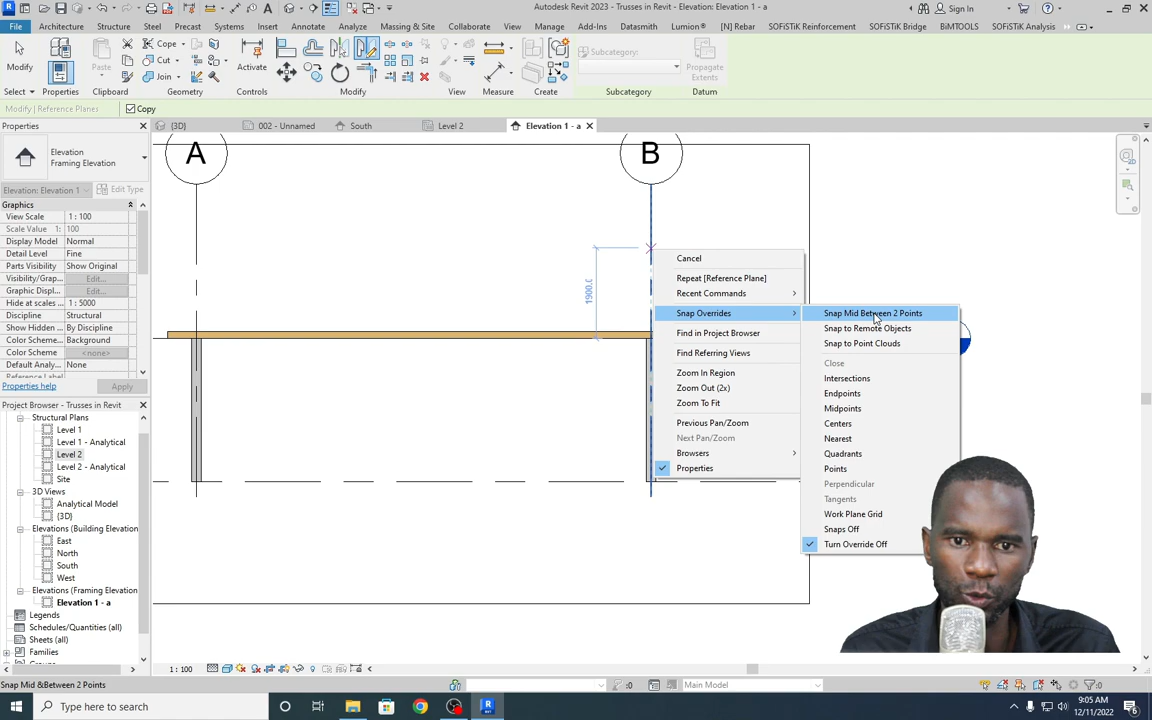 Autodesk Revit 2023 - Trusses in Revit - Elevation: Elevation 1 - a
Sign In
File Architecture Structure Steel Precast Systems Insert Annotate Analyze Massing & Site Collaborate View Manage Add-Ins Datasmith Lumion® [N] Rebar SOFiSTiK Reinforcement SOFiSTiK Bridge BiMTOOLS SOFiSTiK Analysis
Modify
Paste
Cope
Cut
Join
Activate
Subcategory:
Propagate
Extents
Select Properties Clipboard Geometry Controls Modify View Measure Create Subcategory Datum
Modify | Reference Planes Copy
Properties
{3D} 002 - Unnamed South Level 2 Elevation 1 - a
Elevation
Framing Elevation
Elevation: Elevation 1 Edit Type
Graphics
View Scale 1 : 100
Scale Value 1: 100
Display Model Normal
Detail Level Fine
Parts Visibility Show Original
Visibility/Grap... Edit...
Graphic Displ... Edit...
Hide at scales ... 1 : 5000
Discipline Structural
Show Hidden ... By Discipline
Color Scheme ... Background
Color Scheme <none>
Default Analy... None
Properties help Apply
Project Browser - Trusses in Revit
Structural Plans
Level 1
Level 1 - Analytical
Level 2
Level 2 - Analytical
Site
3D Views
Analytical Model
{3D}
Elevations (Building Elevation
East
North
South
West
Elevations (Framing Elevation
Elevation 1 - a
Legends
Schedules/Quantities (all)
Sheets (all)
Families
A
B
1900.0
Cancel
Repeat [Reference Plane]
Recent Commands
Snap Overrides
Find in Project Browser
Find Referring Views
Zoom In Region
Zoom Out (2x)
Zoom To Fit
Previous Pan/Zoom
Next Pan/Zoom
Browsers
Properties
Snap Mid Between 2 Points
Snap to Remote Objects
Snap to Point Clouds
Close
Intersections
Endpoints
Midpoints
Centers
Nearest
Quadrants
Points
Perpendicular
Tangents
Work Plane Grid
Snaps Off
Turn Override Off
1 : 100
Snap Mid &Between 2 Points
:0
Main Model
:0
Type here to search
9:05 AM
12/11/2022
6